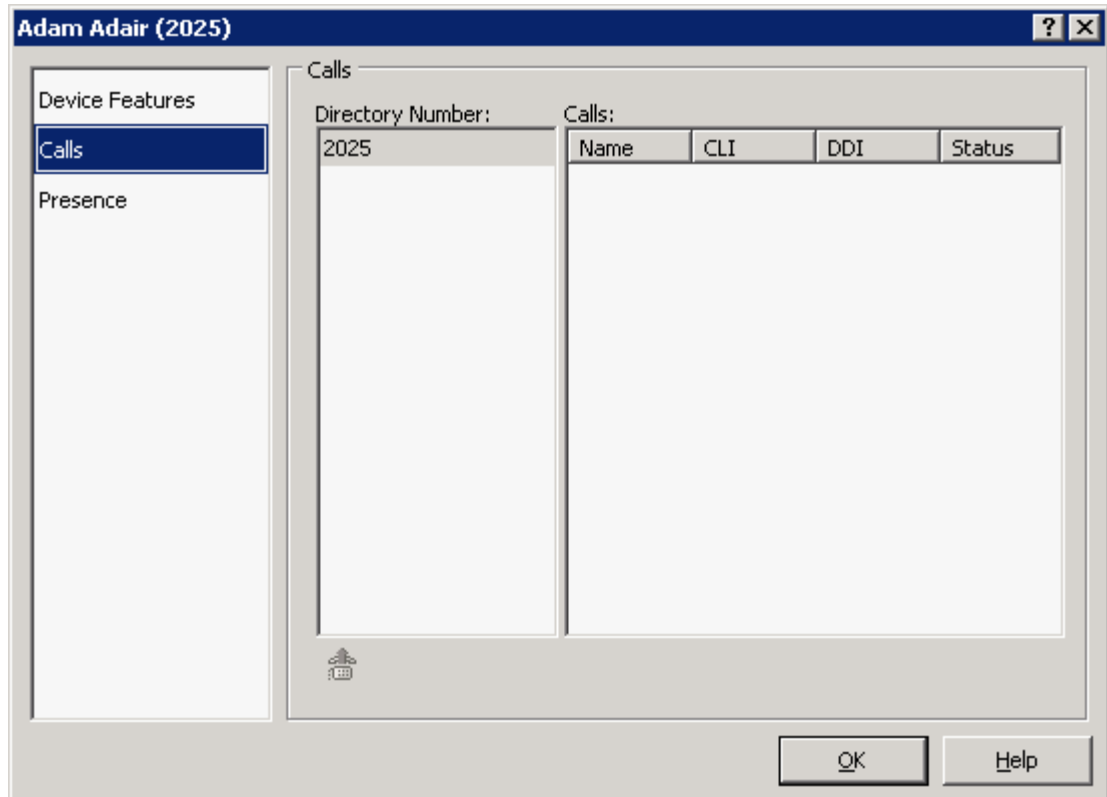 Adam Adair (2025)
Device Features
Calls
Presence
Calls
Directory Number:
2025
Calls:
Name CLI DDI Status
OK Help